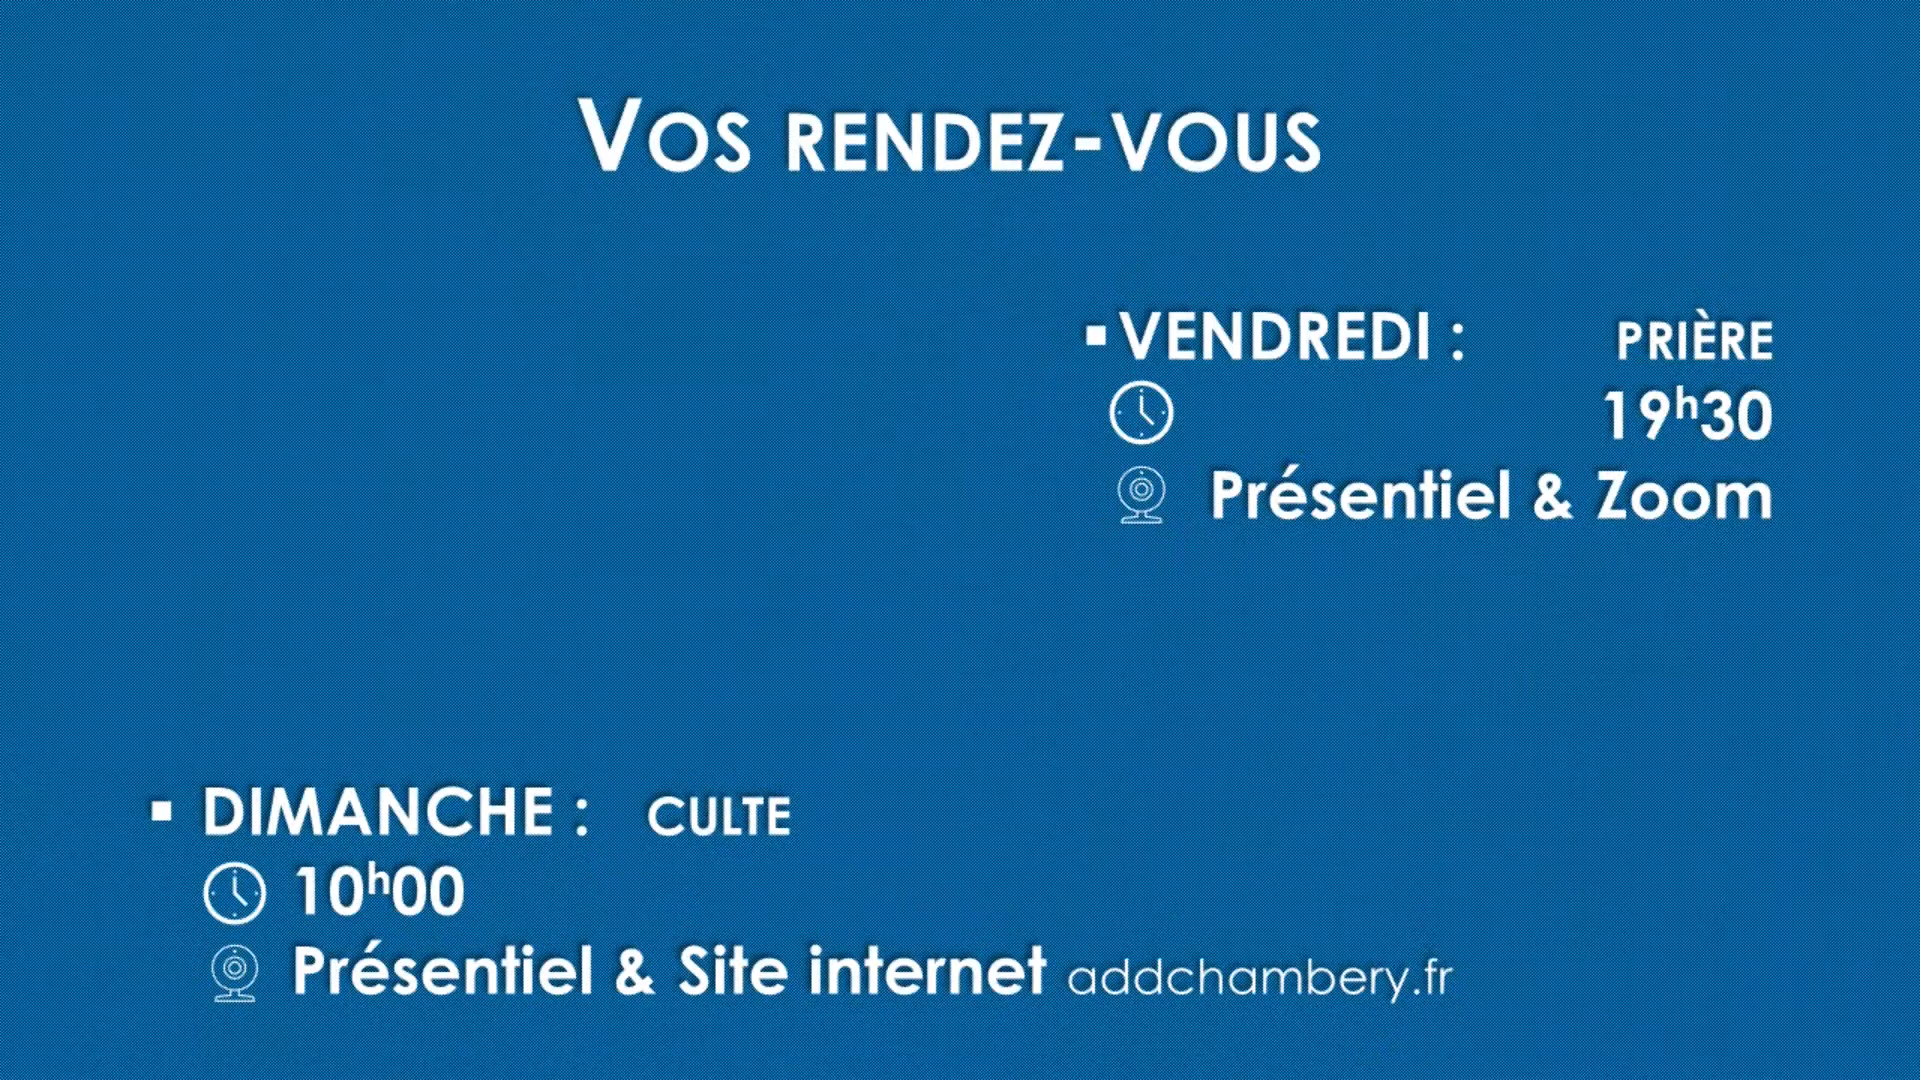 VOS RENDEZ-VOUS
▪ VENDREDI : PRIÈRE
19h30
Présentiel & Zoom
▪ DIMANCHE : CULTE
10h00
Présentiel & Site internet addchambery.fr